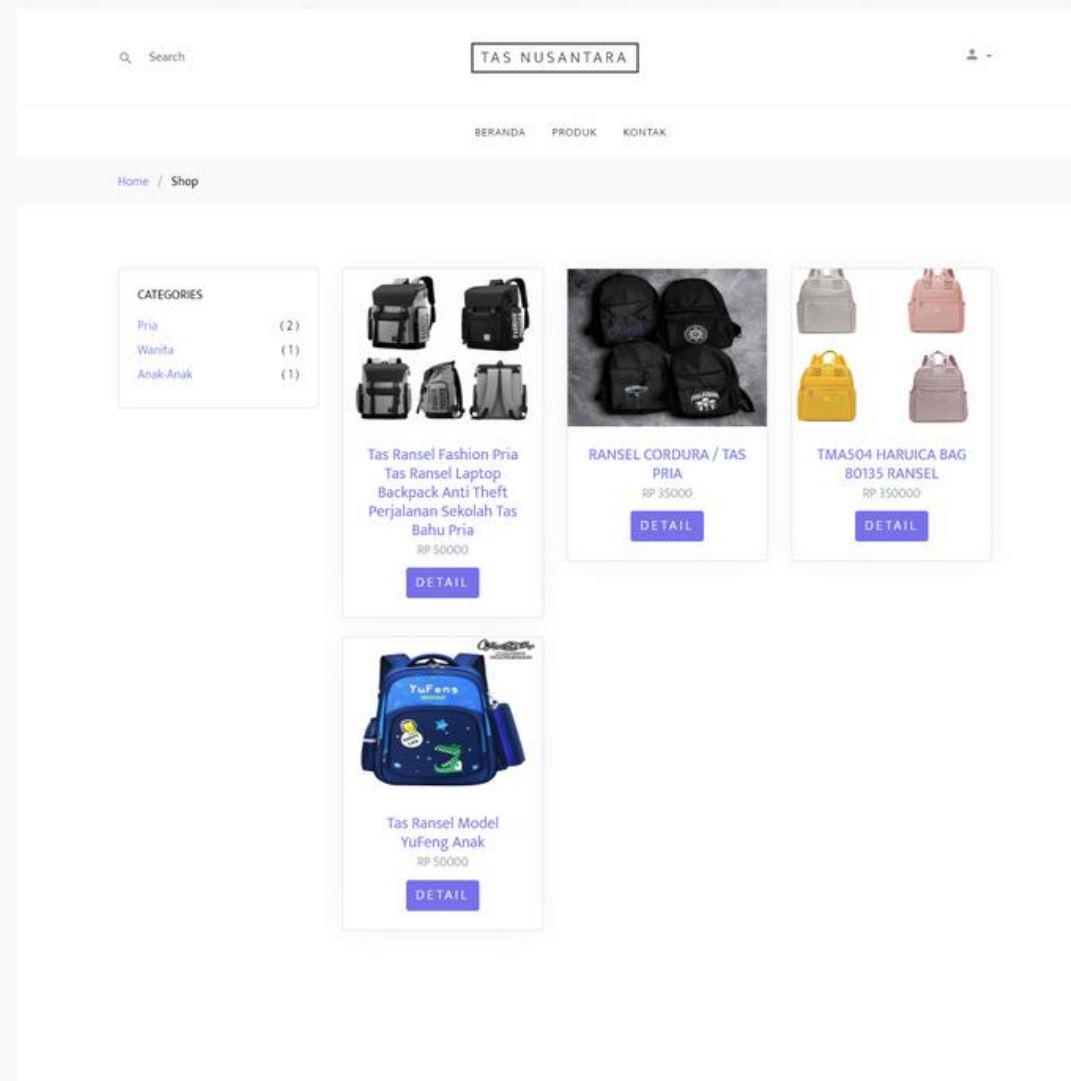 Search
TAS NUSANTARA
BERANDA PRODUK KONTAK
Home / Shop
CATEGORIES
Pria (2)
Wanita (1)
Anak-Anak (1)
Tas Ransel Fashion Pria
Tas Ransel Laptop
Backpack Anti Theft
Perjalanan Sekolah Tas
Bahu Pria
RP 50000
DETAIL
RANSEL CORDURA / TAS
PRIA
RP 35000
DETAIL
TMA504 HARUICA BAG
80135 RANSEL
RP 350000
DETAIL
YuFeng
Tas Ransel Model
YuFeng Anak
RP 50000
DETAIL